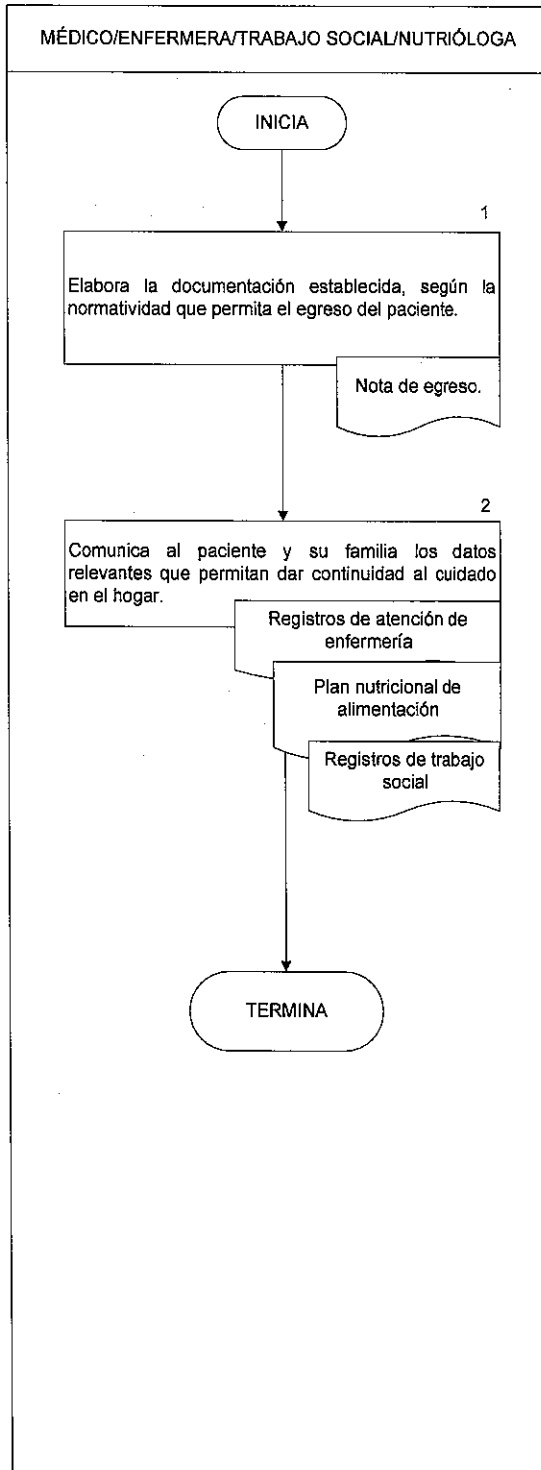 MÉDICO/ENFERMERA/TRABAJO SOCIAL/NUTRIÓLOGA
INICIA
1
Elabora la documentación establecida, según la
normatividad que permita el egreso del paciente.
Nota de egreso.
2
Comunica al paciente y su familia los datos
relevantes que permitan dar continuidad al cuidado
en el hogar.
Registros de atención de
enfermería
Plan nutricional de
alimentación
Registros de trabajo
social
TERMINA